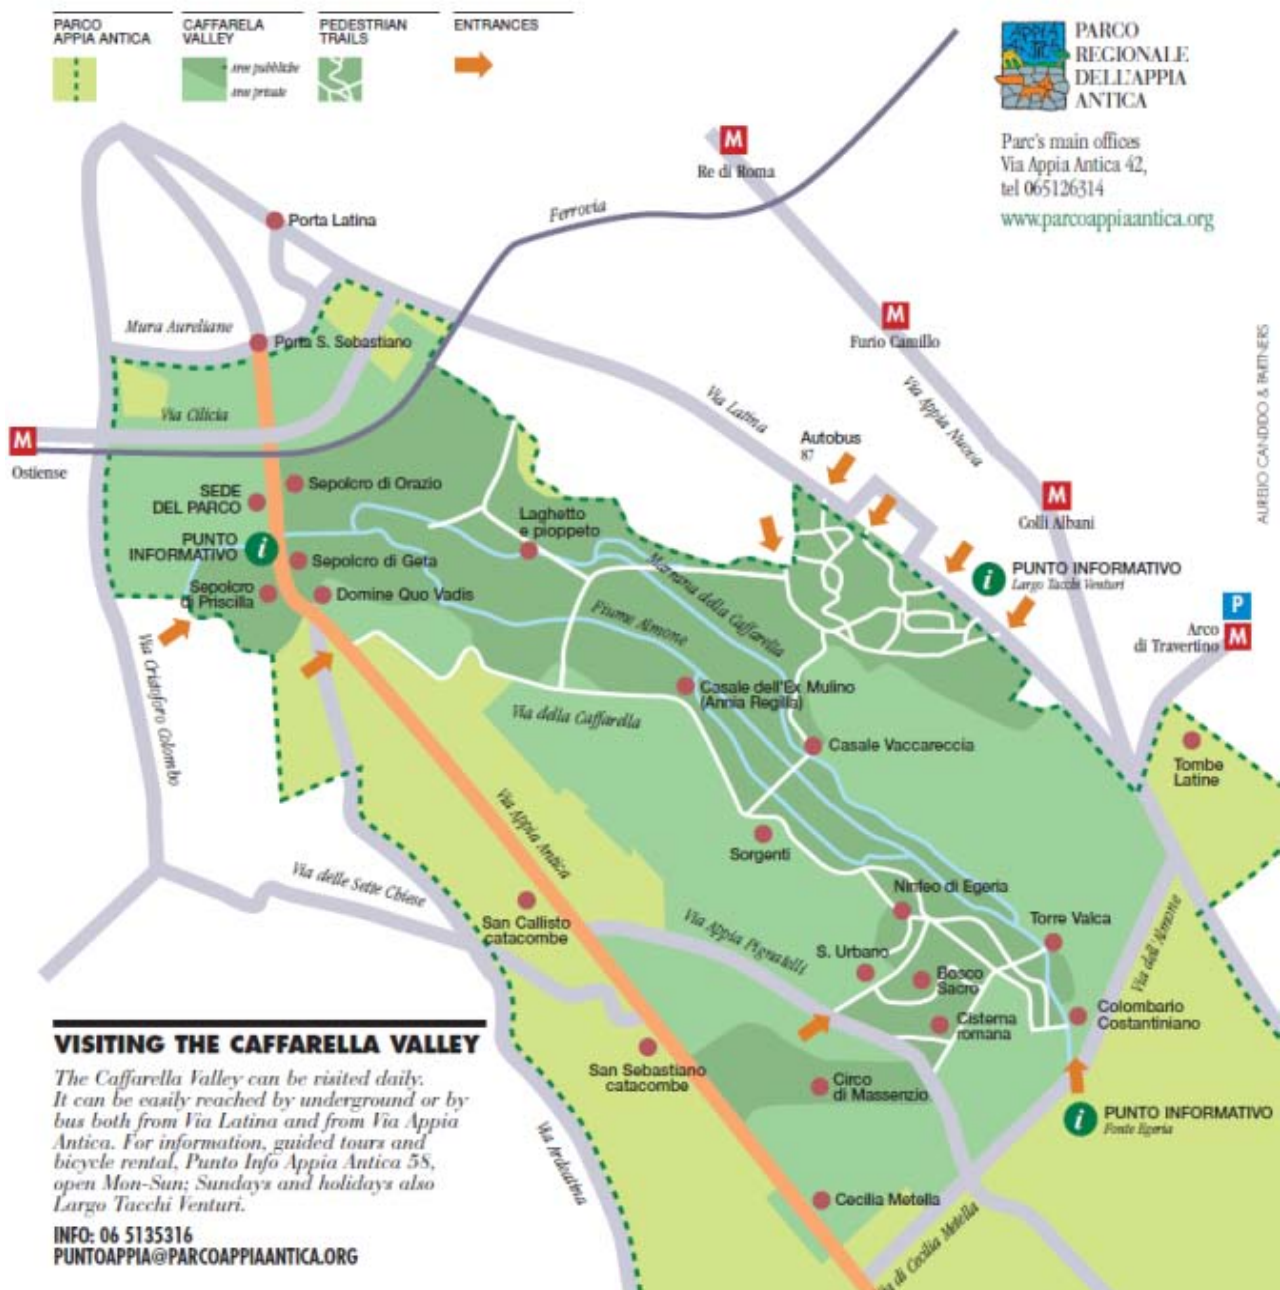 PARCO
APPIA ANTICA
CAFFARELA
VALLEY
PEDESTRIAN
TRAILS
ENTRANCES
aree pubbliche
aree private
APPIA
ANTICA
PARCO
REGIONALE
DELL'APPIA
ANTICA
Parc's main offices
Via Appia Antica 42,
tel 065126314
www.parcoappiaantica.org
M
Re di Roma
Ferrovia
Porta Latina
Mura Aureliane
Porta S. Sebastiano
M
Furio Camillo
AURELIO CANDIDO & PARTNERS
Via Latina
Via Appia Nuova
Via Cilicia
M
Ostiense
Autobus
87
SEDE
DEL PARCO
Sepolcro di Orazio
M
Colli Albani
Laghetto
e pioppeto
PUNTO
INFORMATIVO
i
Sepolcro di Geta
Marrana della Caffarella
i
PUNTO INFORMATIVO
Largo Tacchi Venturi
Sepolcro
di Priscilla
Domine Quo Vadis
Fiume Almone
P
Arco
di Travertino
M
Via Cristoforo Colombo
Casale dell'Ex Mulino
(Annia Regilla)
Via della Caffarella
Casale Vaccareccia
Tombe
Latine
Via Appia Antica
Sorgenti
Via delle Sette Chiese
Ninfeo di Egeria
San Callisto
catacombe
Via Appia Pignatelli
Torre Valca
S. Urbano
Via dell'Almone
Bosco
Sacro
Colombario
Costantiniano
Cisterna
romana
San Sebastiano
catacombe
Circo
di Massenzio
i
PUNTO INFORMATIVO
Fonte Egeria
Via Ardeatina
Cecilia Metella
di Cecilia Metella
VISITING THE CAFFARELLA VALLEY
The Caffarella Valley can be visited daily.
It can be easily reached by underground or by
bus both from Via Latina and from Via Appia
Antica. For information, guided tours and
bicycle rental, Punto Info Appia Antica 58,
open Mon-Sun; Sundays and holidays also
Largo Tacchi Venturi.
INFO: 06 5135316
PUNTOAPPIA@PARCOAPPIAANTICA.ORG